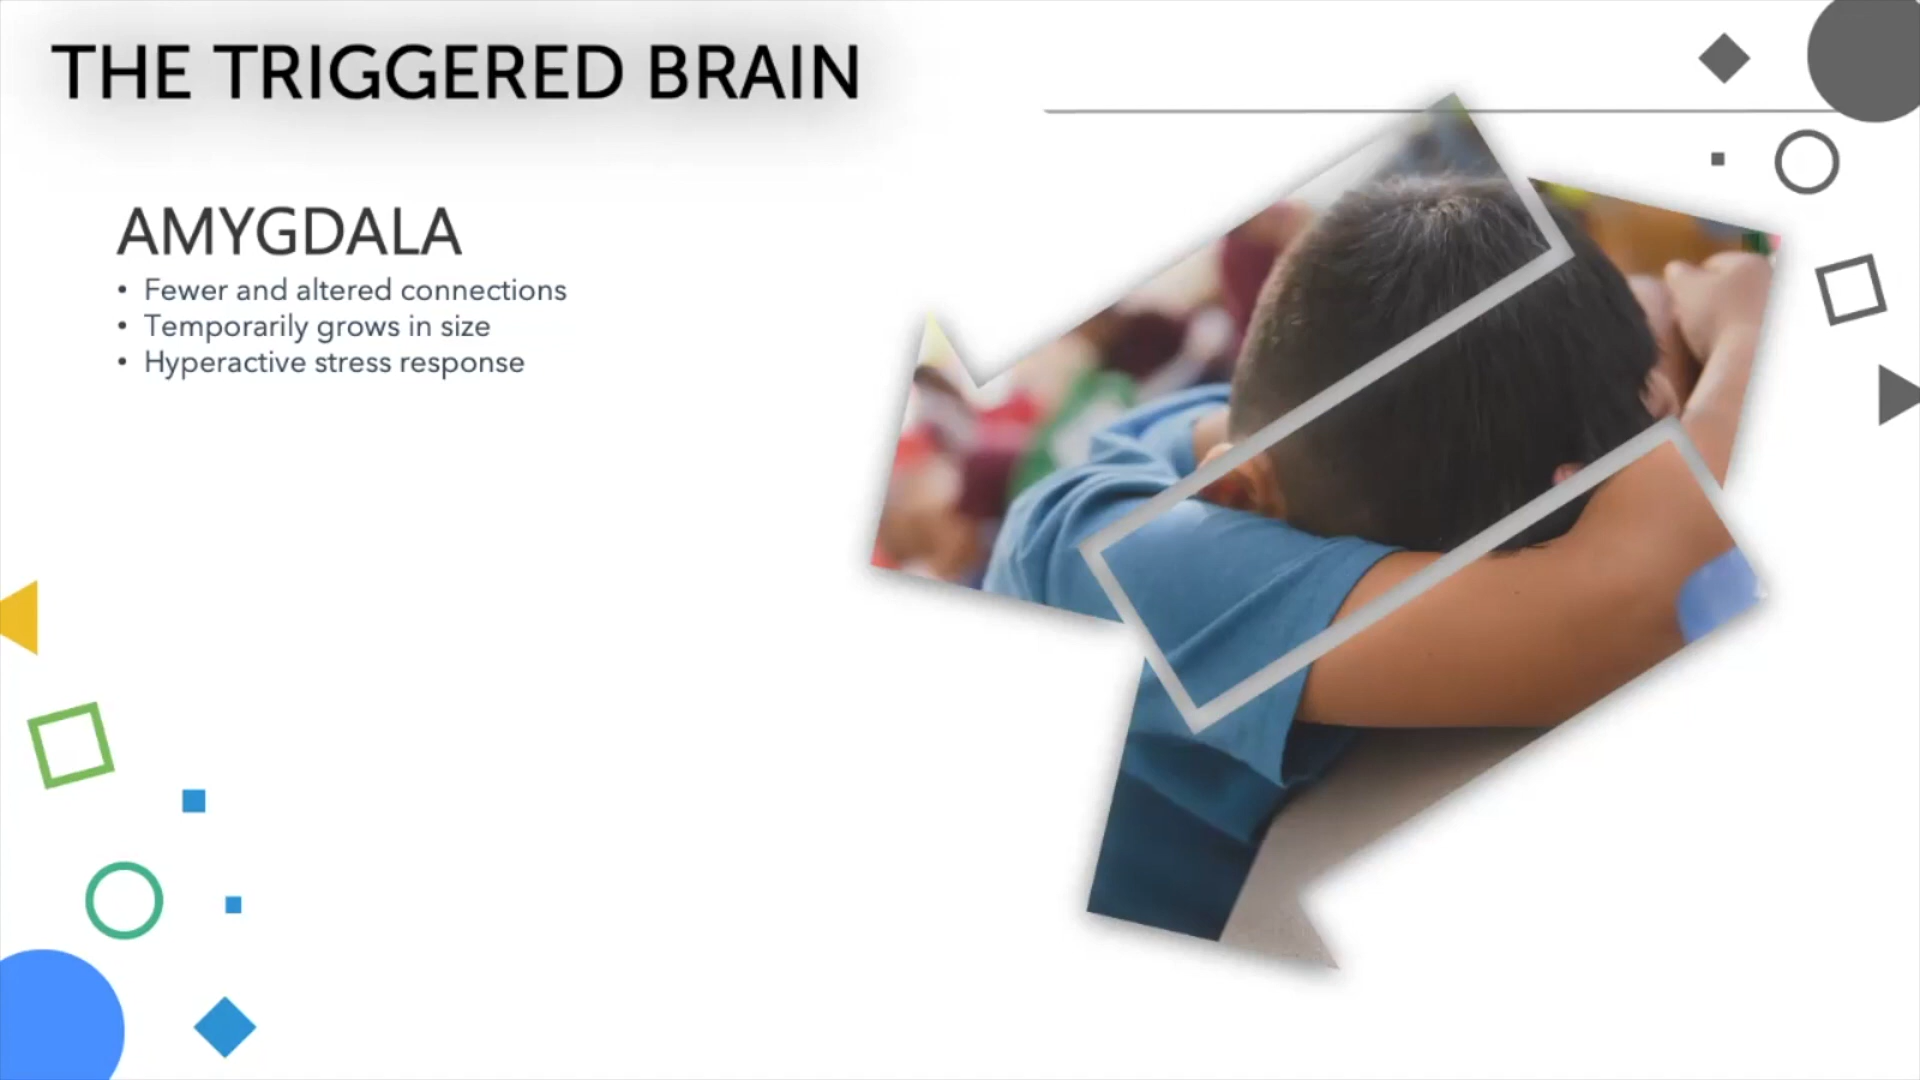 THE TRIGGERED BRAIN
AMYGDALA
• Fewer and altered connections
• Temporarily grows in size
• Hyperactive stress response